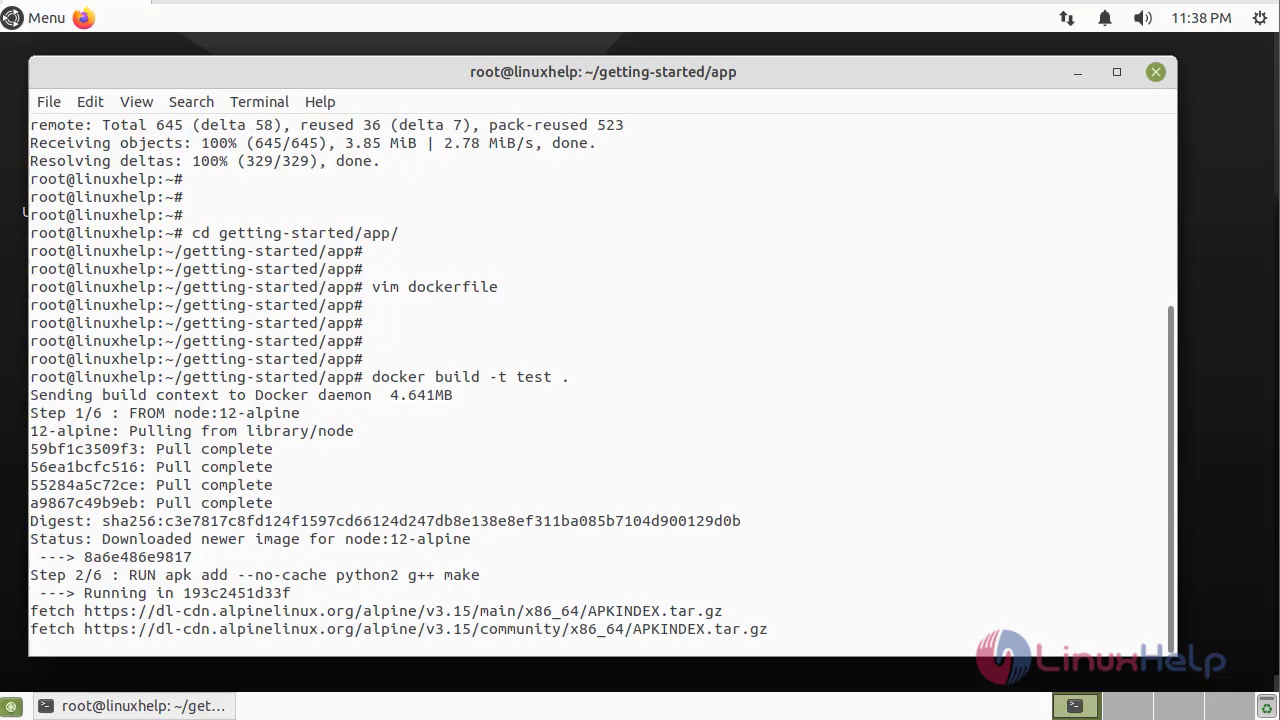 Menu
11:38 PM
root@linuxhelp: ~/getting-started/app
File Edit View Search Terminal Help
remote: Total 645 (delta 58), reused 36 (delta 7), pack-reused 523
Receiving objects: 100% (645/645), 3.85 MiB | 2.78 MiB/s, done.
Resolving deltas: 100% (329/329), done.
root@linuxhelp:~#
root@linuxhelp:~#
root@linuxhelp:~#
root@linuxhelp:~# cd getting-started/app/
root@linuxhelp:~/getting-started/app#
root@linuxhelp:~/getting-started/app#
root@linuxhelp:~/getting-started/app# vim dockerfile
root@linuxhelp:~/getting-started/app#
root@linuxhelp:~/getting-started/app#
root@linuxhelp:~/getting-started/app#
root@linuxhelp:~/getting-started/app#
root@linuxhelp:~/getting-started/app# docker build -t test .
Sending build context to Docker daemon  4.641MB
Step 1/6 : FROM node:12-alpine
12-alpine: Pulling from library/node
59bf1c3509f3: Pull complete
56ea1bcfc516: Pull complete
55284a5c72ce: Pull complete
a9867c49b9eb: Pull complete
Digest: sha256:c3e7817c8fd124f1597cd66124d247db8e138e8ef311ba085b7104d900129d0b
Status: Downloaded newer image for node:12-alpine
 ---> 8a6e486e9817
Step 2/6 : RUN apk add --no-cache python2 g++ make
 ---> Running in 193c2451d33f
fetch https://dl-cdn.alpinelinux.org/alpine/v3.15/main/x86_64/APKINDEX.tar.gz
fetch https://dl-cdn.alpinelinux.org/alpine/v3.15/community/x86_64/APKINDEX.tar.gz
LinuxHelp
root@linuxhelp: ~/get...